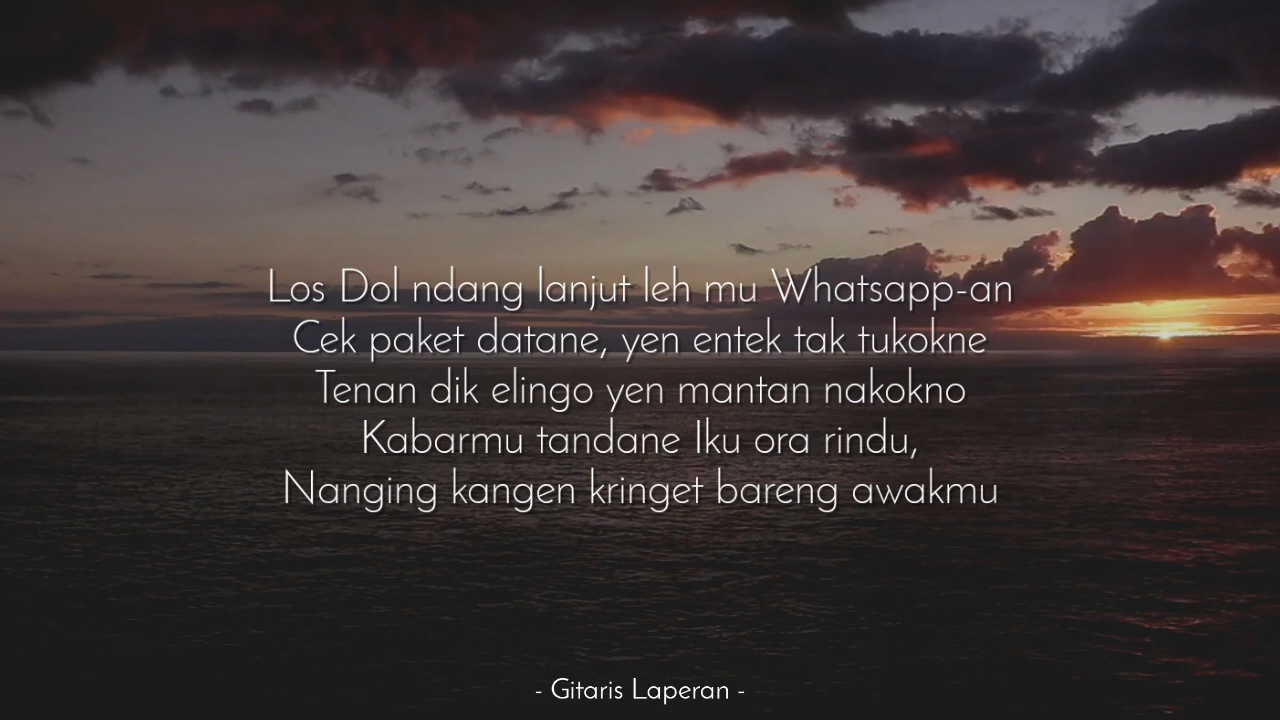 Los Dol ndang lanjut leh mu Whatsapp-an
Cek paket datane, yen entek tak tukokne
Tenan dik elingo yen mantan nakokno
Kabarmu tandane Iku ora rindu,
Nanging kangen kringet bareng awakmu
- Gitaris Laperan -